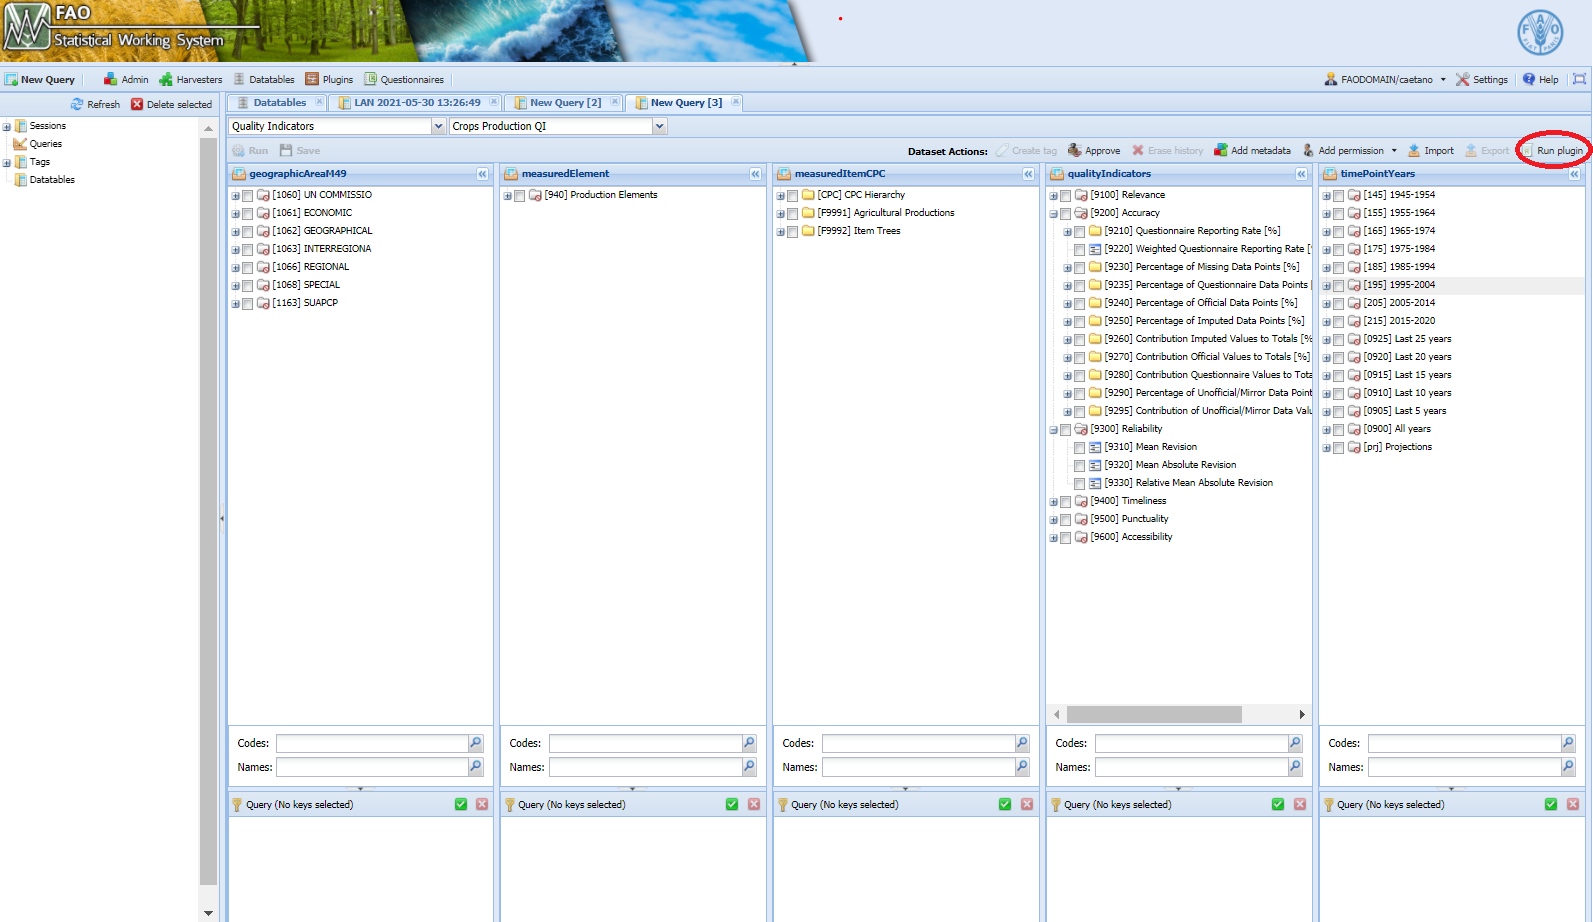 FAO
Statistical Working System
FAO FIAT PANIS
New Query Admin Harvesters Datatables Plugins Questionnaires FAODOMAIN/caetano Settings Help
Refresh Delete selected
Datatables LAN 2021-05-30 13:26:49 New Query [2] New Query [3]
Sessions
Queries
Tags
Datatables
Quality Indicators Crops Production QI
Run Save Dataset Actions: Create tag Approve Erase history Add metadata Add permission Import Export Run plugin
geographicAreaM49
[1060] UN COMMISSIO
[1061] ECONOMIC
[1062] GEOGRAPHICAL
[1063] INTERREGIONA
[1066] REGIONAL
[1068] SPECIAL
[1163] SUAPCP
Codes:
Names:
Query (No keys selected)
measuredElement
[940] Production Elements
Codes:
Names:
Query (No keys selected)
measuredItemCPC
[CPC] CPC Hierarchy
[F9991] Agricultural Productions
[F9992] Item Trees
Codes:
Names:
Query (No keys selected)
qualityIndicators
[9100] Relevance
[9200] Accuracy
[9210] Questionnaire Reporting Rate [%]
[9220] Weighted Questionnaire Reporting Rate [
[9230] Percentage of Missing Data Points [%]
[9235] Percentage of Questionnaire Data Points [
[9240] Percentage of Official Data Points [%]
[9250] Percentage of Imputed Data Points [%]
[9260] Contribution Imputed Values to Totals [%
[9270] Contribution Official Values to Totals [%]
[9280] Contribution Questionnaire Values to Tota
[9290] Percentage of Unofficial/Mirror Data Point
[9295] Contribution of Unofficial/Mirror Data Valu
[9300] Reliability
[9310] Mean Revision
[9320] Mean Absolute Revision
[9330] Relative Mean Absolute Revision
[9400] Timeliness
[9500] Punctuality
[9600] Accessibility
Codes:
Names:
Query (No keys selected)
timePointYears
[145] 1945-1954
[155] 1955-1964
[165] 1965-1974
[175] 1975-1984
[185] 1985-1994
[195] 1995-2004
[205] 2005-2014
[215] 2015-2020
[0925] Last 25 years
[0920] Last 20 years
[0915] Last 15 years
[0910] Last 10 years
[0905] Last 5 years
[0900] All years
[prj] Projections
Codes:
Names:
Query (No keys selected)